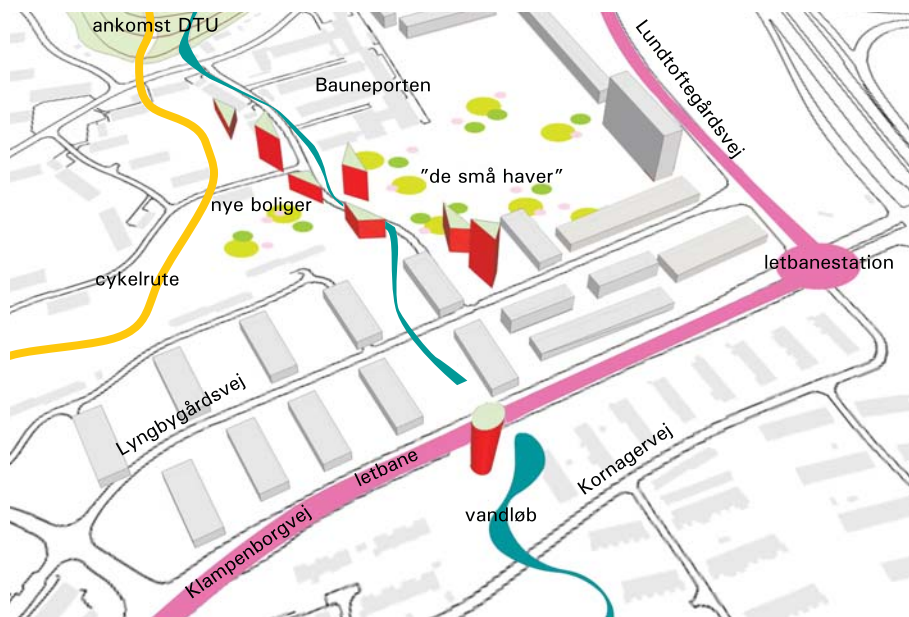 ankomst DTU
Lundtoftegårdsvej
Bauneporten
"de små haver"
nye boliger
letbanestation
cykelrute
Lyngbygårdsvej
Kornagervej
letbane
vandløb
Klampenborgvej